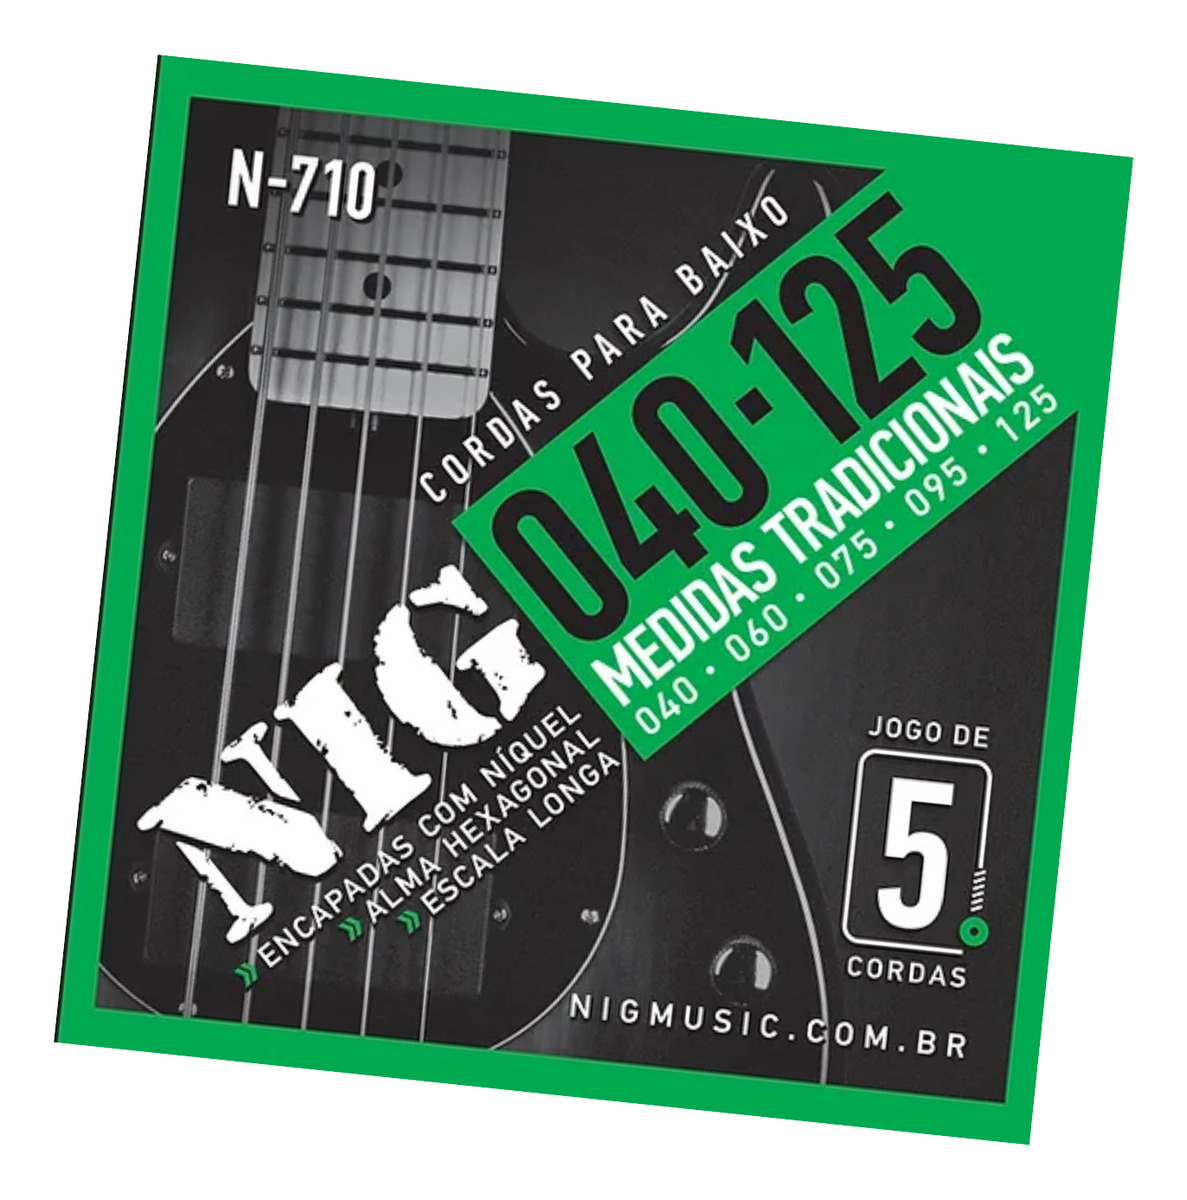 N-710
CORDAS PARA BAIXO
040-125
MEDIDAS TRADICIONAIS
040 • 060 • 075 • 095 • 125
NIG
ENCAPADAS COM NÍQUEL
ALMA HEXAGONAL
ESCALA LONGA
JOGO DE
5
CORDAS
NIGMUSIC.COM.BR